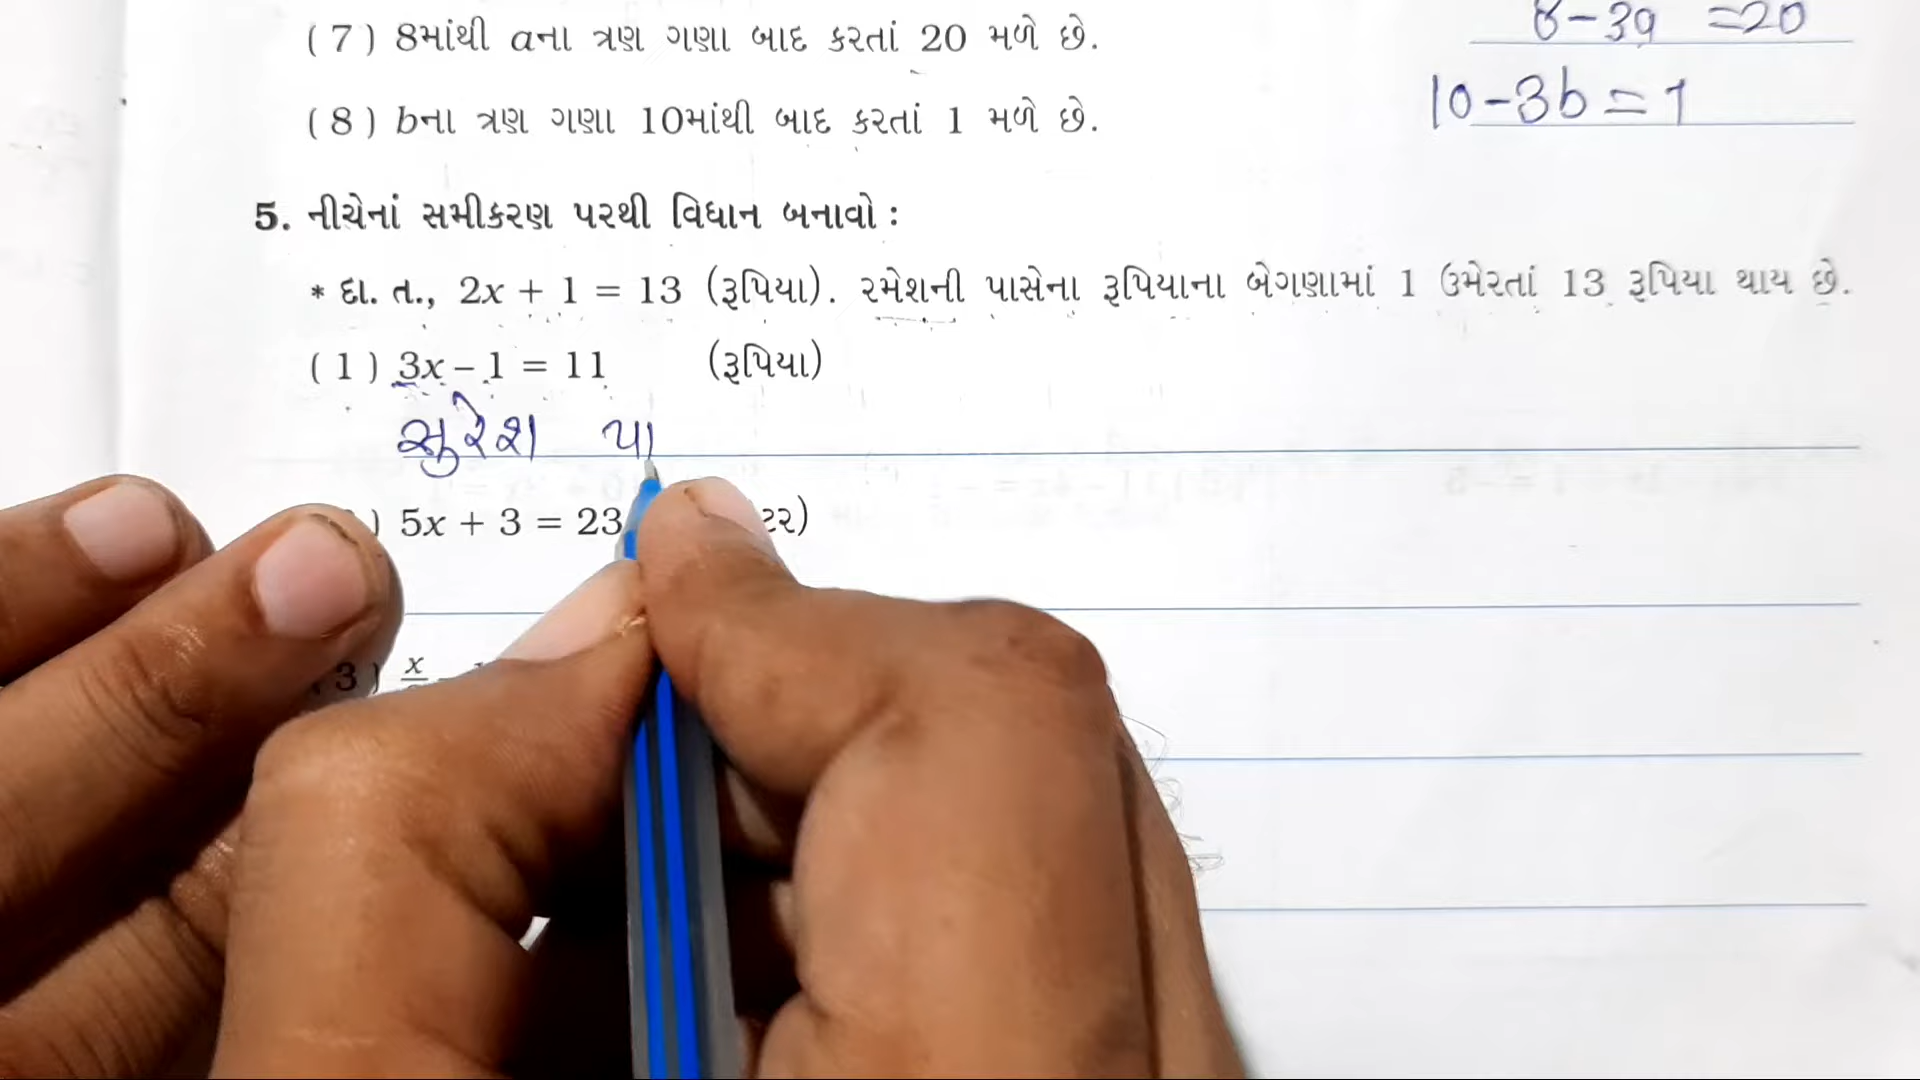 (7) 8માંથી aના ત્રણ ગણા બાદ કરતાં 20 મળે છે. 8-3a =20
(8) bના ત્રણ ગણા 10માંથી બાદ કરતાં 1 મળે છે. 10-3b=1
5. નીચેનાં સમીકરણ પરથી વિધાન બનાવો :
* દા. ત., 2x + 1 = 13 (રૂપિયા). રમેશની પાસેના રૂપિયાના બેગણામાં 1 ઉમેરતાં 13 રૂપિયા થાય છે.
(1) 3x – 1 = 11 (રૂપિયા)
સુરેશ પા
) 5x + 3 = 23 ટર)
3) x